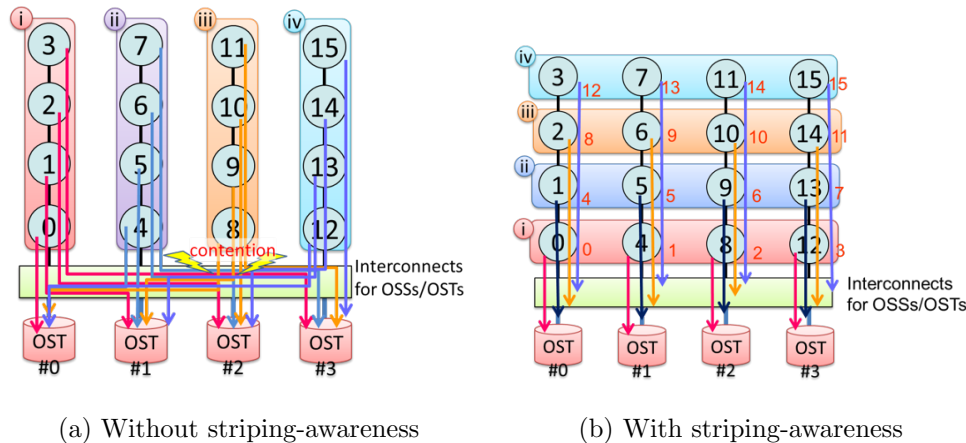 i ii iii iv
3 7 11 15
2 6 10 14
1 5 9 13
0 4 8 12
contention
Interconnects
for OSSs/OSTs
OST OST OST OST
#0 #1 #2 #3
(a) Without striping-awareness
iv
3 12 7 13 11 14 15 15
iii
2 8 6 9 10 10 14 11
ii
1 4 5 5 9 6 13 7
i
0 0 4 1 8 2 12 3
Interconnects
for OSSs/OSTs
OST OST OST OST
#0 #1 #2 #3
(b) With striping-awareness